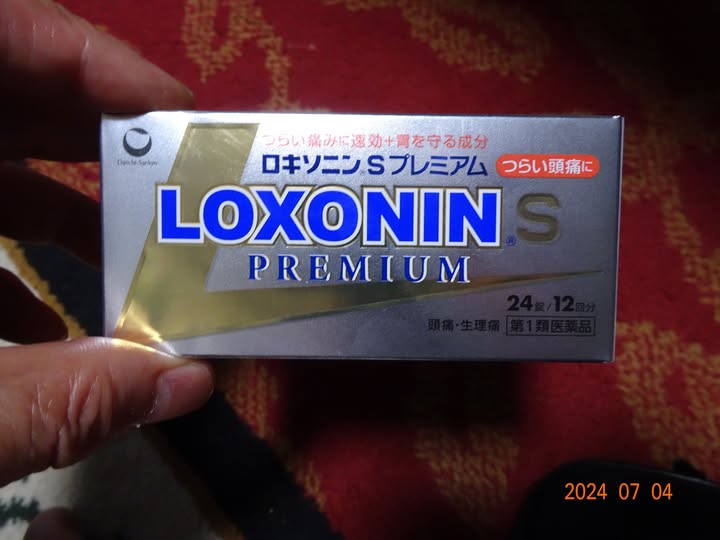 Daiichi-Sankyo
つらい痛みに速効+胃を守る成分
ロキソニン®Sプレミアム
つらい頭痛に
LOXONIN®S
PREMIUM
24錠/12回分
頭痛・生理痛 第1類医薬品
2024 07 04